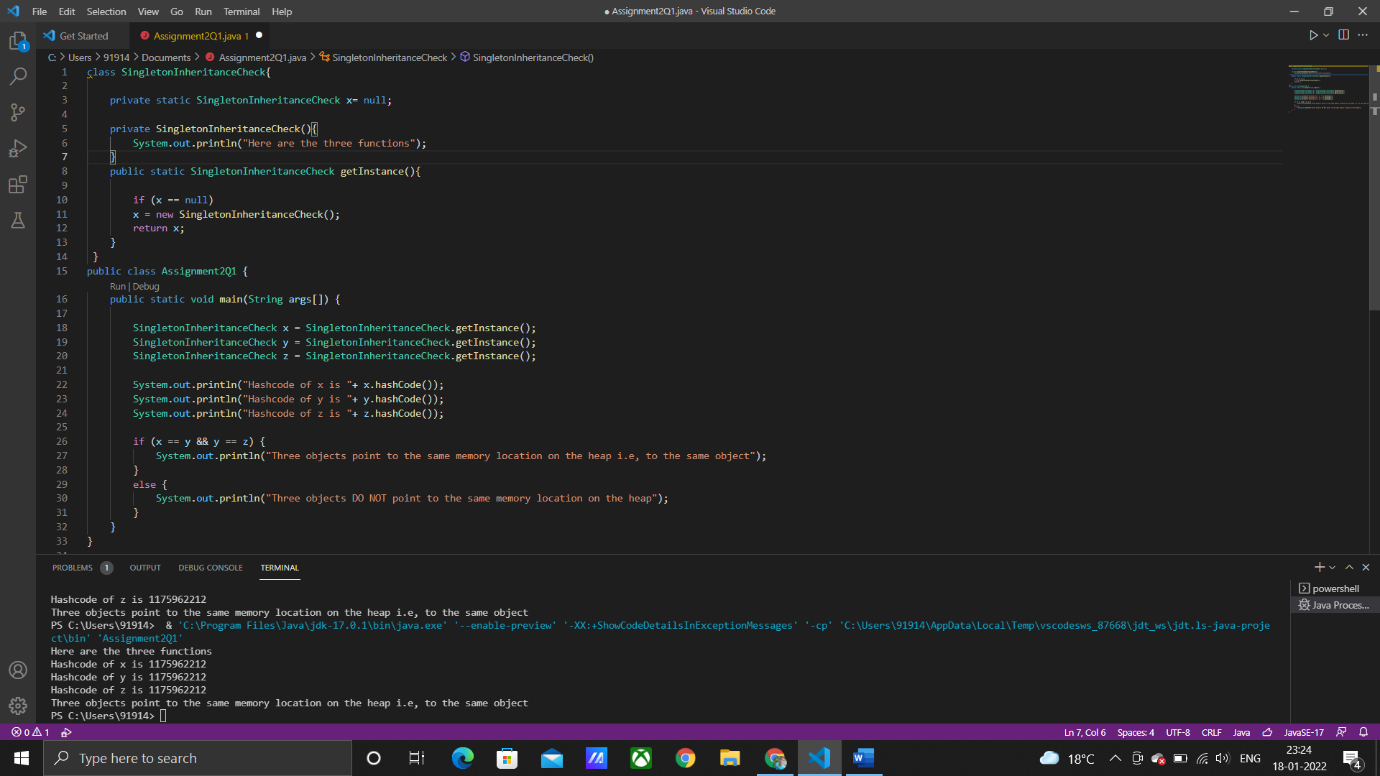 File Edit Selection View Go Run Terminal Help
● Assignment2Q1.java - Visual Studio Code
1
Get Started
Assignment2Q1.java 1 ●
C: > Users > 91914 > Documents > Assignment2Q1.java > SingletonInheritanceCheck > SingletonInheritanceCheck()
1 class SingletonInheritanceCheck{
2
3 private static SingletonInheritanceCheck x= null;
4
5 private SingletonInheritanceCheck(){
6 System.out.println("Here are the three functions");
7 }
8 public static SingletonInheritanceCheck getInstance(){
9
10 if (x == null)
11 x = new SingletonInheritanceCheck();
12 return x;
13 }
14 }
15 public class Assignment2Q1 {
Run | Debug
16 public static void main(String args[]) {
17
18 SingletonInheritanceCheck x = SingletonInheritanceCheck.getInstance();
19 SingletonInheritanceCheck y = SingletonInheritanceCheck.getInstance();
20 SingletonInheritanceCheck z = SingletonInheritanceCheck.getInstance();
21
22 System.out.println("Hashcode of x is "+ x.hashCode());
23 System.out.println("Hashcode of y is "+ y.hashCode());
24 System.out.println("Hashcode of z is "+ z.hashCode());
25
26 if (x == y && y == z) {
27 System.out.println("Three objects point to the same memory location on the heap i.e, to the same object");
28 }
29 else {
30 System.out.println("Three objects DO NOT point to the same memory location on the heap");
31 }
32 }
33 }
PROBLEMS 1 OUTPUT DEBUG CONSOLE TERMINAL
powershell
Java Proces...
Hashcode of z is 1175962212
Three objects point to the same memory location on the heap i.e, to the same object
PS C:\Users\91914> & 'C:\Program Files\Java\jdk-17.0.1\bin\java.exe' '--enable-preview' '-XX:+ShowCodeDetailsInExceptionMessages' '-cp' 'C:\Users\91914\AppData\Local\Temp\vscodesws_87668\jdt_ws\jdt.ls-java-proje
ct\bin' 'Assignment2Q1'
Here are the three functions
Hashcode of x is 1175962212
Hashcode of y is 1175962212
Hashcode of z is 1175962212
Three objects point to the same memory location on the heap i.e, to the same object
PS C:\Users\91914>
0 1
Ln 7, Col 6 Spaces: 4 UTF-8 CRLF Java JavaSE-17
Type here to search
18°C
ENG
23:24
18-01-2022
4